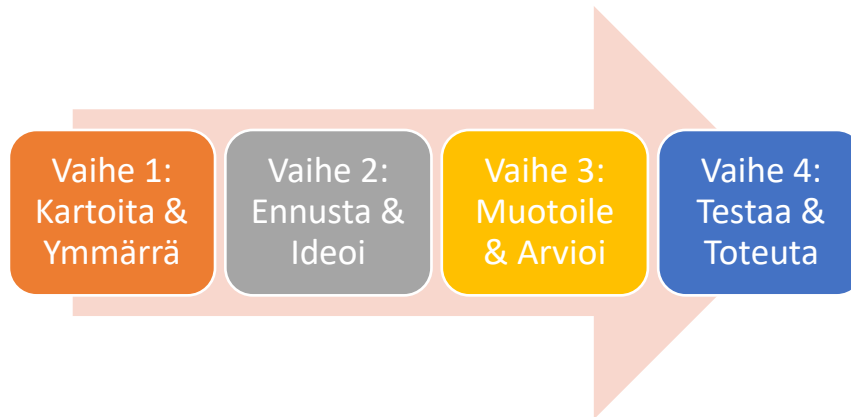 Vaihe 1:
Kartoita &
Ymmärrä
Vaihe 2:
Ennusta &
Ideoi
Vaihe 3:
Muotoile
& Arvioi
Vaihe 4:
Testaa &
Toteuta